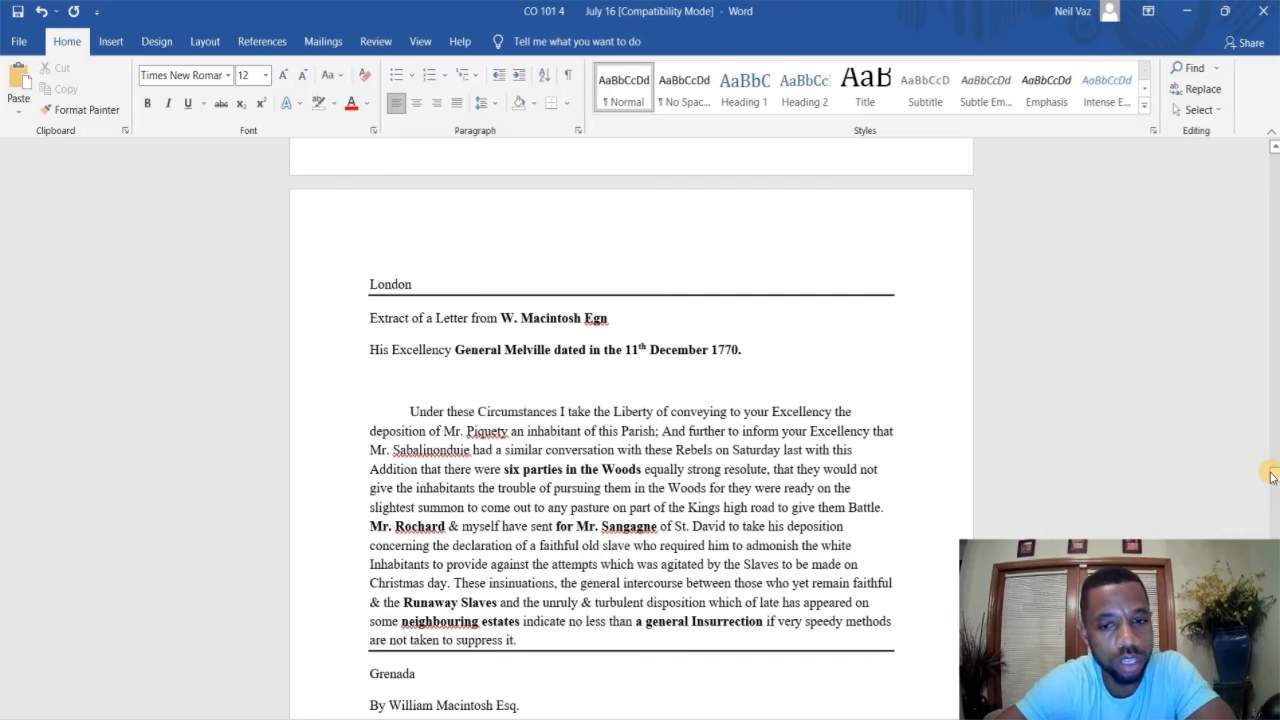 CO 101 4 July 16 [Compatibility Mode] - Word
Neil Vaz
File Home Insert Design Layout References Mailings Review View Help Tell me what you want to do
Share
Paste
Cut
Copy
Format Painter
Clipboard
Times New Romar 12
Font
Paragraph
AaBbCcDd AaBbCcDd AaBbC AaBbCc AaB AaBbCcD AaBbCcDd AaBbCcDd AaBbCcDd
¶ Normal ¶ No Spac... Heading 1 Heading 2 Title Subtitle Subtle Em... Emphasis Intense E...
Styles
Find
Replace
Select
Editing
London
Extract of a Letter from W. Macintosh Egn
His Excellency General Melville dated in the 11th December 1770.
Under these Circumstances I take the Liberty of conveying to your Excellency the
deposition of Mr. Piquety an inhabitant of this Parish; And further to inform your Excellency that
Mr. Sabalinonduie had a similar conversation with these Rebels on Saturday last with this
Addition that there were six parties in the Woods equally strong resolute, that they would not
give the inhabitants the trouble of pursuing them in the Woods for they were ready on the
slightest summon to come out to any pasture on part of the Kings high road to give them Battle.
Mr. Rochard & myself have sent for Mr. Sangagne of St. David to take his deposition
concerning the declaration of a faithful old slave who required him to admonish the white
Inhabitants to provide against the attempts which was agitated by the Slaves to be made on
Christmas day. These insinuations, the general intercourse between those who yet remain faithful
& the Runaway Slaves and the unruly & turbulent disposition which of late has appeared on
some neighbouring estates indicate no less than a general Insurrection if very speedy methods
are not taken to suppress it.
Grenada
By William Macintosh Esq.